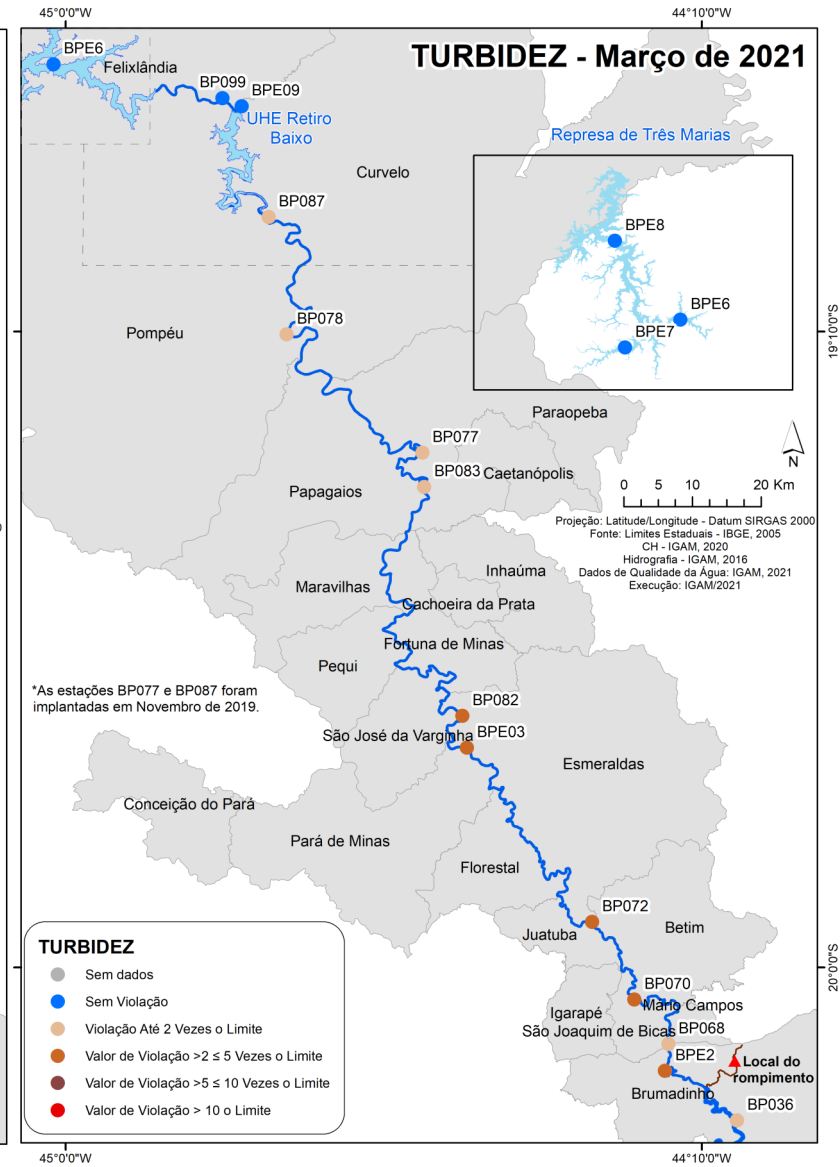 45°0'0"W
44°10'0"W
TURBIDEZ - Março de 2021
BPE6
Felixlândia
BP099
BPE09
UHE Retiro
Baixo
Represa de Três Marias
Curvelo
BP087
BPE8
BPE6
BPE7
BP078
Pompéu
19°10'0"S
Paraopeba
BP077
BP083
Caetanópolis
Papagaios
N
0 5 10 20 Km
Projeção: Latitude/Longitude - Datum SIRGAS 2000
Fonte: Limites Estaduais - IBGE, 2005
CH - IGAM, 2020
Hidrografia - IGAM, 2016
Dados de Qualidade da Água: IGAM, 2021
Execução: IGAM/2021
Inhaúma
Maravilhas
Cachoeira da Prata
Fortuna de Minas
Pequi
*As estações BP077 e BP087 foram
implantadas em Novembro de 2019.
BP082
São José da Varginha
BPE03
Esmeraldas
Conceição do Pará
Pará de Minas
Florestal
BP072
Juatuba
Betim
20°0'0"S
BP070
Mário Campos
Igarapé
São Joaquim de Bicas
BP068
BPE2
Local do
rompimento
Brumadinho
BP036
TURBIDEZ
Sem dados
Sem Violação
Violação Até 2 Vezes o Limite
Valor de Violação >2 ≤ 5 Vezes o Limite
Valor de Violação >5 ≤ 10 Vezes o Limite
Valor de Violação > 10 o Limite
45°0'0"W
44°10'0"W